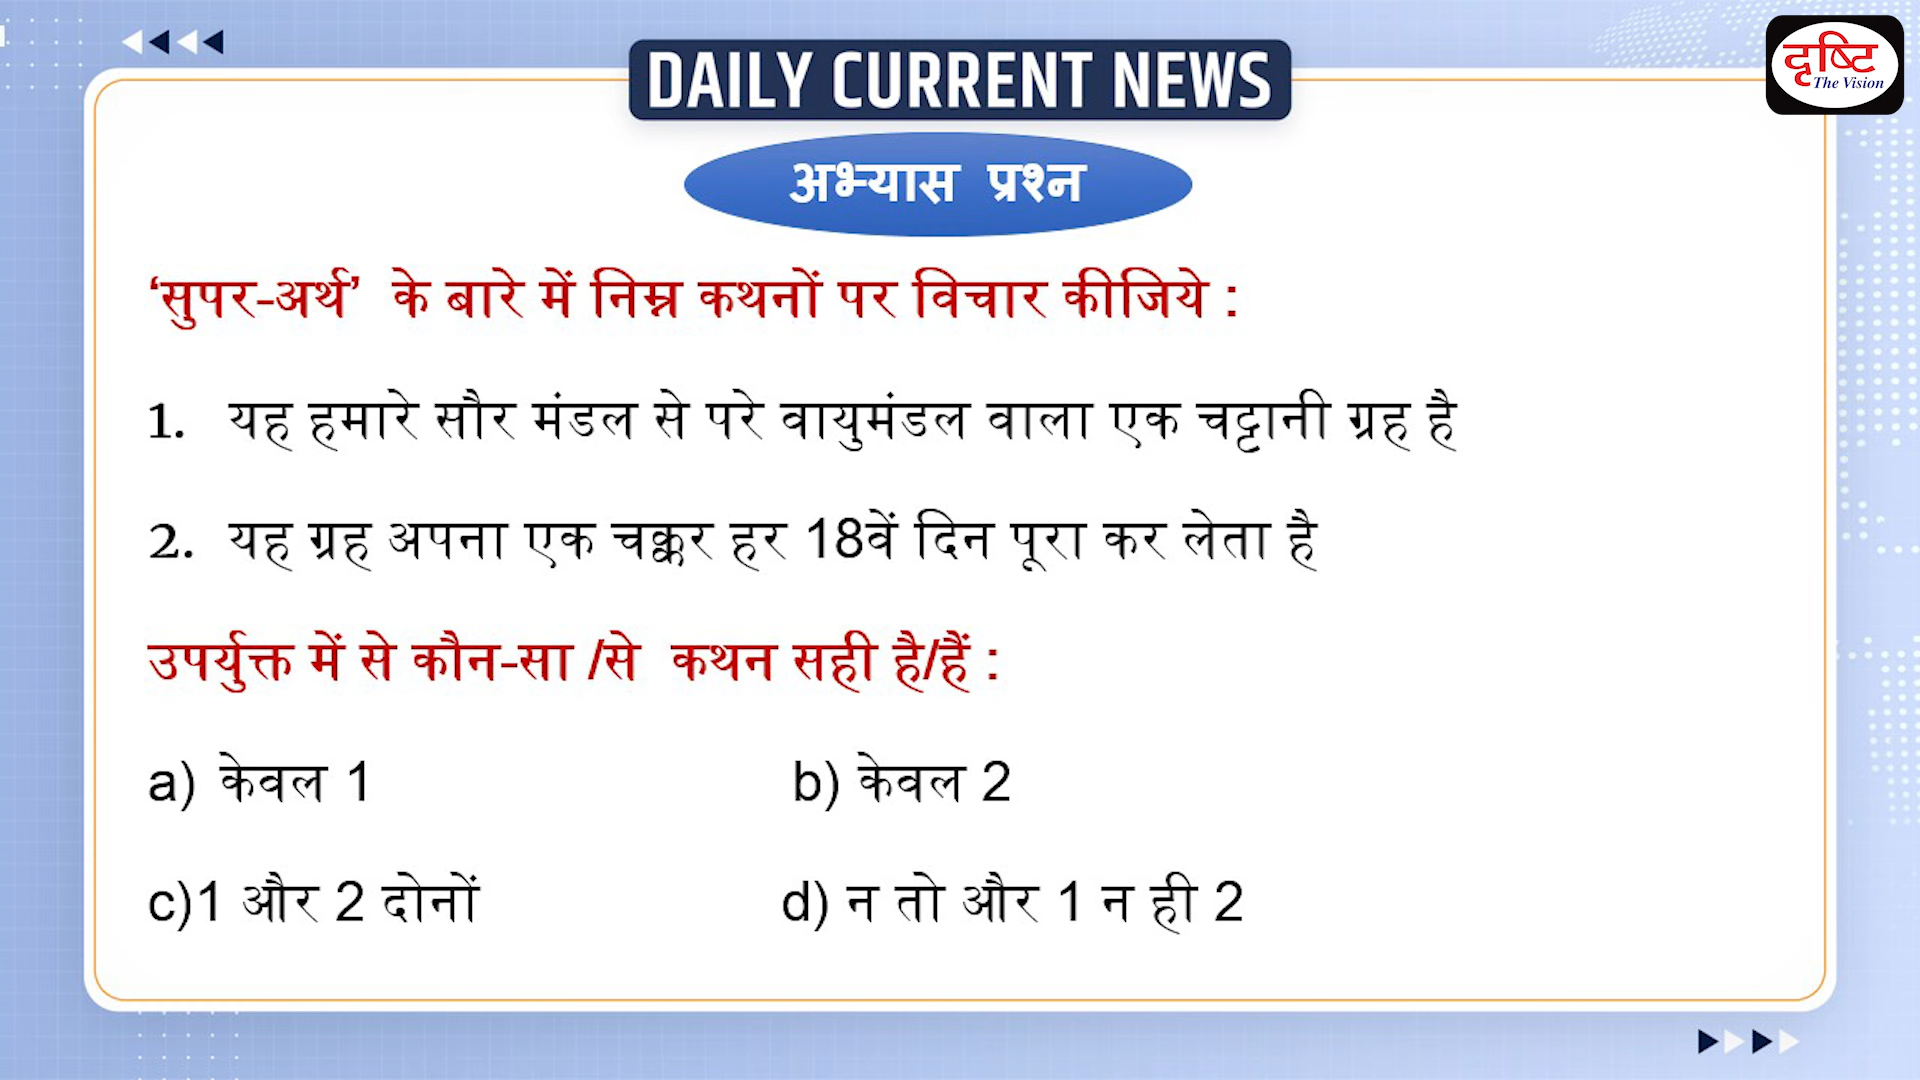 DAILY CURRENT NEWS
दृष्टि
The Vision
अभ्यास प्रश्न
‘सुपर-अर्थ’ के बारे में निम्न कथनों पर विचार कीजिये :
1. यह हमारे सौर मंडल से परे वायुमंडल वाला एक चट्टानी ग्रह है
2. यह ग्रह अपना एक चक्कर हर 18वें दिन पूरा कर लेता है
उपर्युक्त में से कौन-सा /से कथन सही है/हैं :
a) केवल 1 b) केवल 2
c)1 और 2 दोनों d) न तो और 1 न ही 2